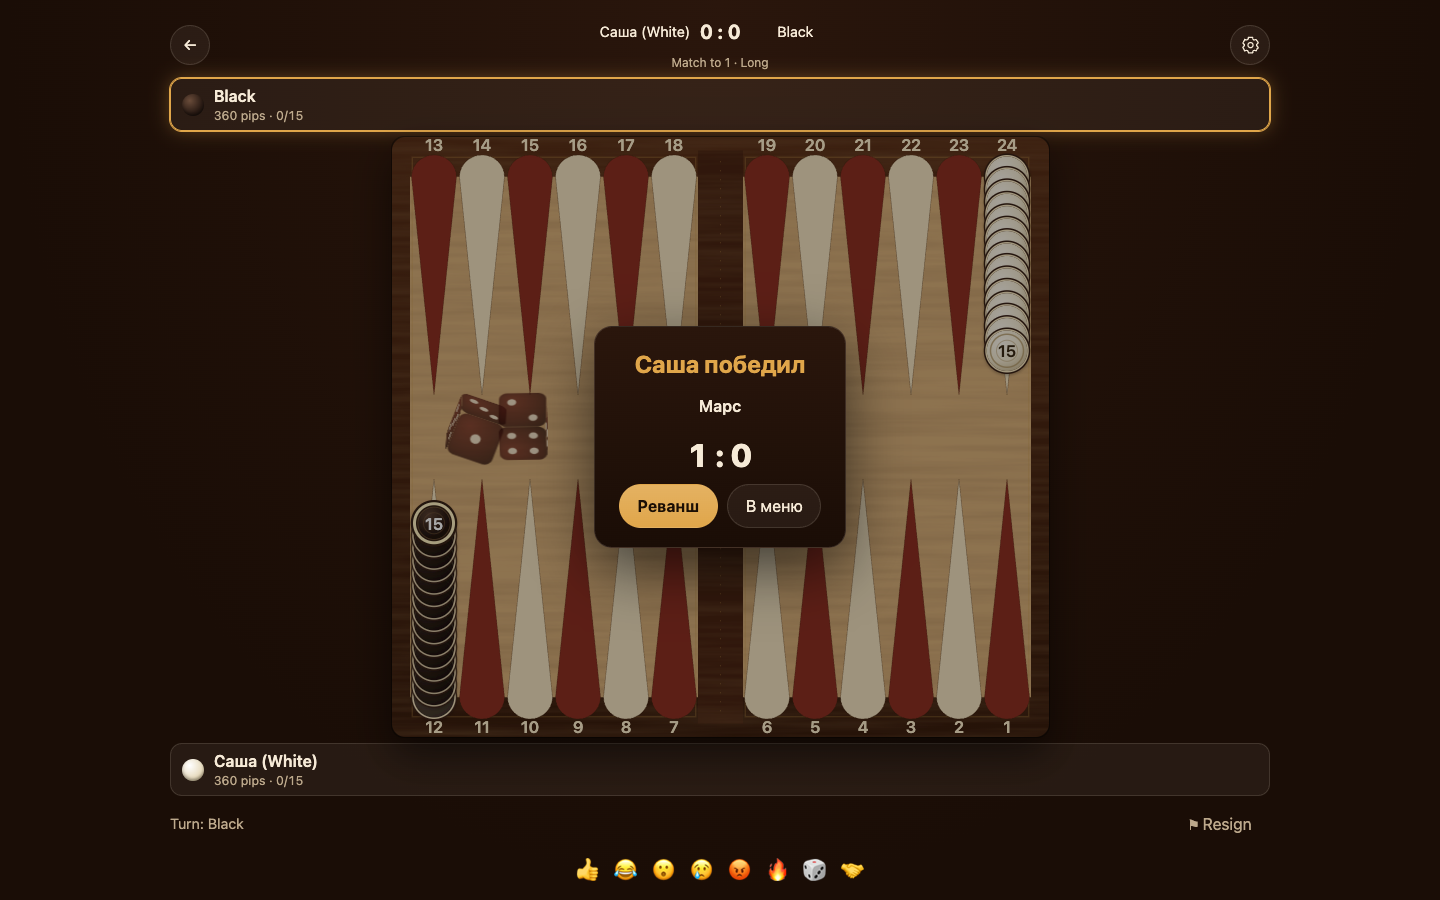 Саша (White) 0 : 0 Black
Match to 1 · Long
Black
360 pips · 0/15
13 14 15 16 17 18 19 20 21 22 23 24
15
Саша победил
Марс
1 : 0
Реванш В меню
15
12 11 10 9 8 7 6 5 4 3 2 1
Саша (White)
360 pips · 0/15
Turn: Black
Resign